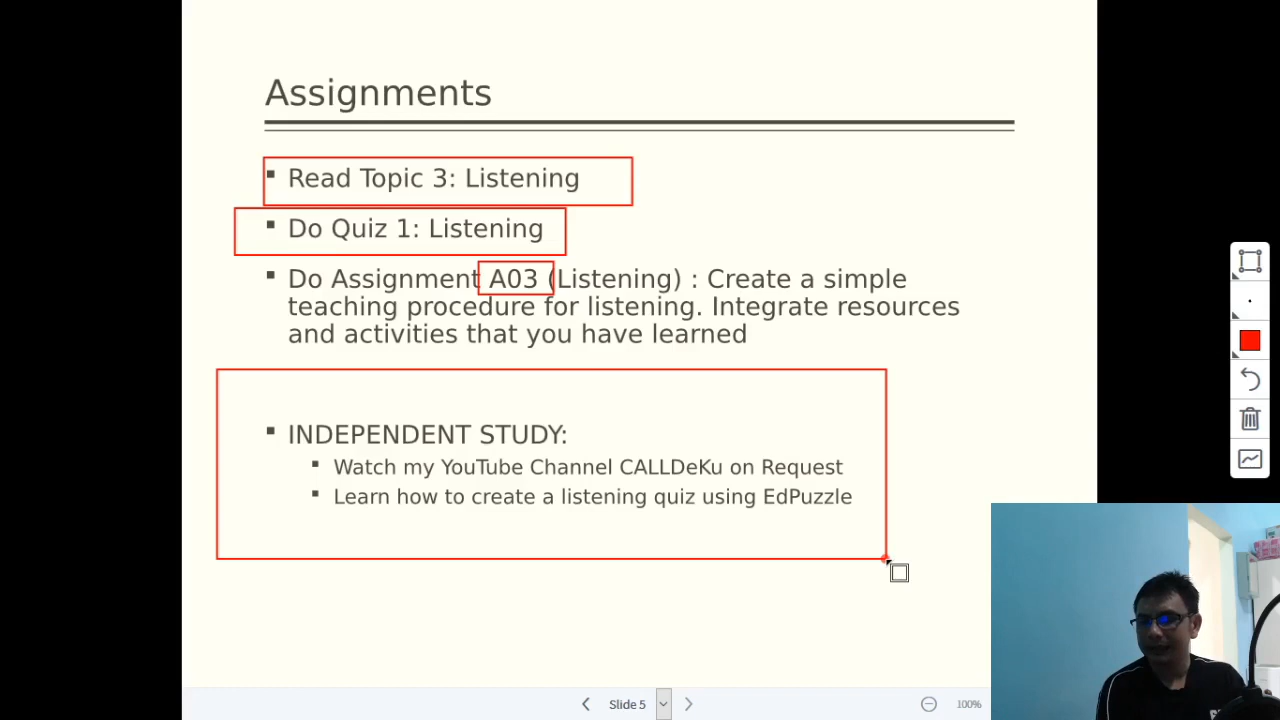 Assignments
Read Topic 3: Listening
Do Quiz 1: Listening
Do Assignment A03 (Listening) : Create a simple
teaching procedure for listening. Integrate resources
and activities that you have learned
INDEPENDENT STUDY:
Watch my YouTube Channel CALLDeKu on Request
Learn how to create a listening quiz using EdPuzzle
Slide 5
100%